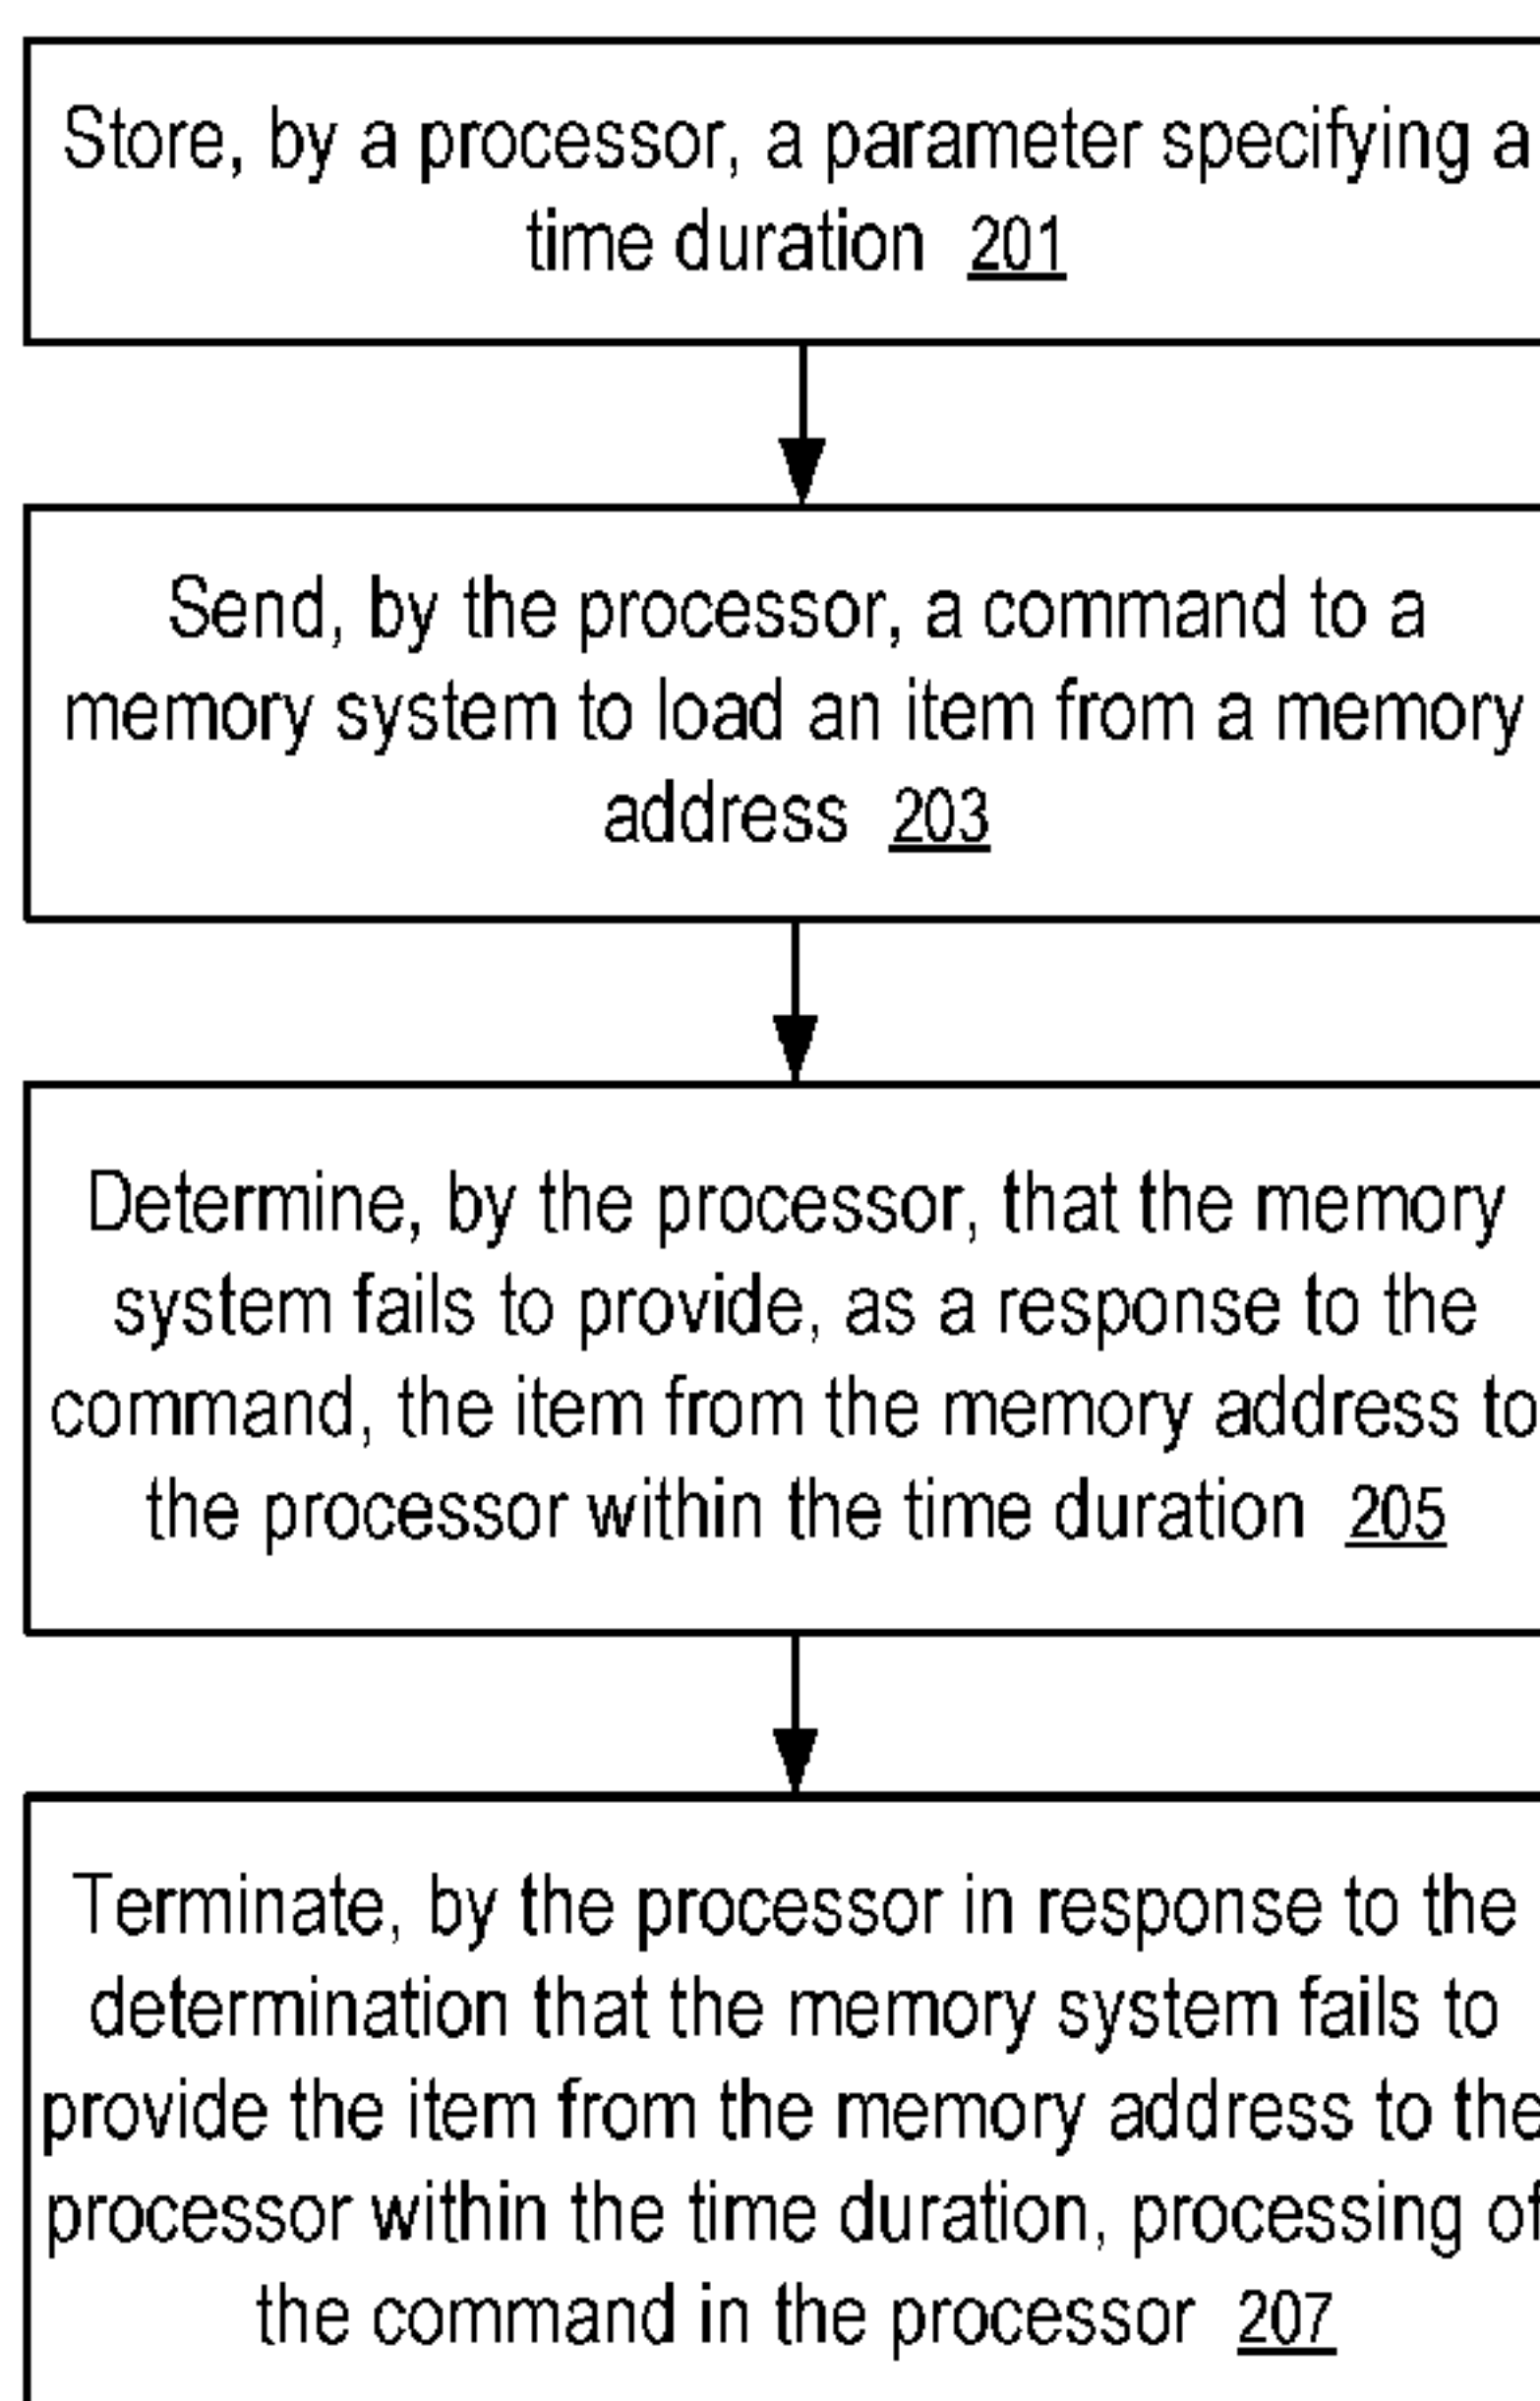 Store, by a processor, a parameter specifying a
time duration 201
Send, by the processor, a command to a
memory system to load an item from a memory
address 203
Determine, by the processor, that the memory
system fails to provide, as a response to the
command, the item from the memory address to
the processor within the time duration 205
Terminate, by the processor in response to the
determination that the memory system fails to
provide the item from the memory address to the
processor within the time duration, processing of
the command in the processor 207